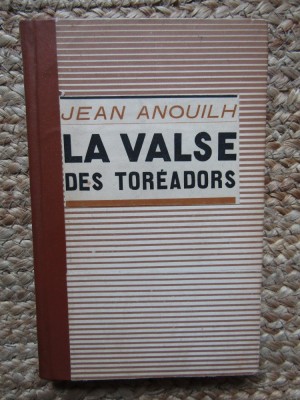 JEAN ANOUILH
LA VALSE
DES TORÉADORS